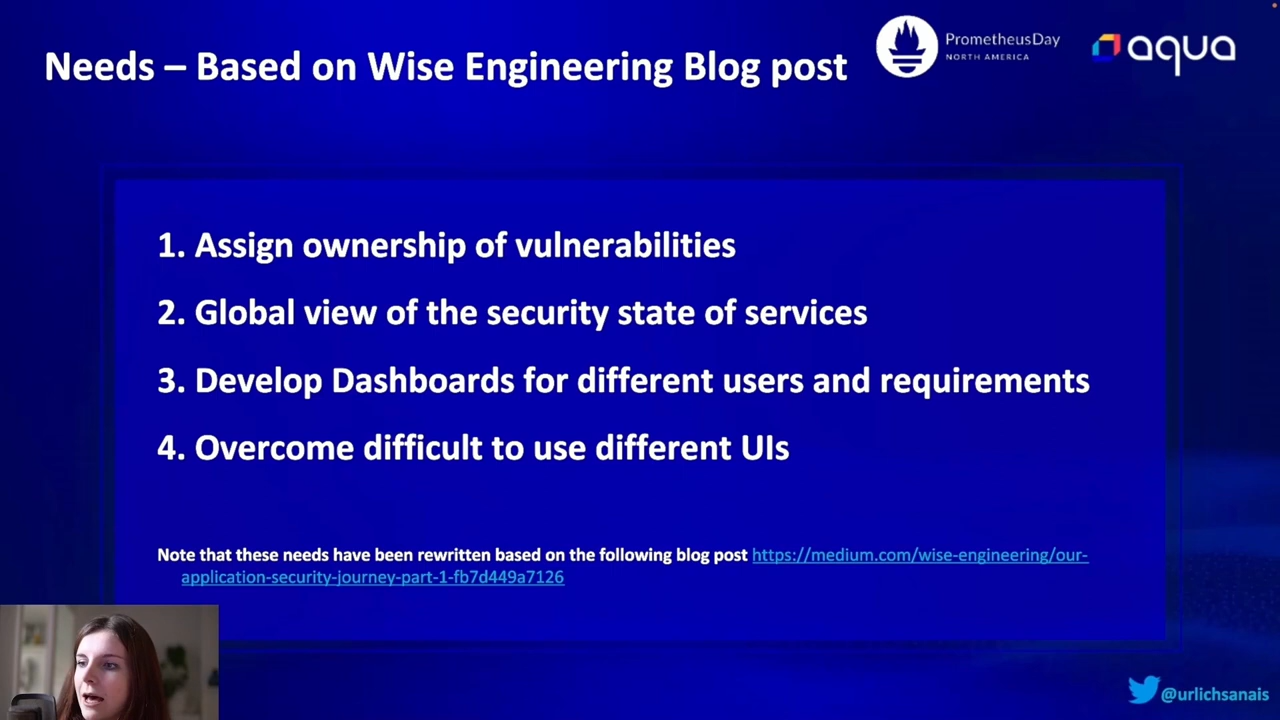 Needs – Based on Wise Engineering Blog post
PrometheusDay
NORTH AMERICA
aqua
1. Assign ownership of vulnerabilities
2. Global view of the security state of services
3. Develop Dashboards for different users and requirements
4. Overcome difficult to use different UIs
Note that these needs have been rewritten based on the following blog post https://medium.com/wise-engineering/our-
application-security-journey-part-1-fb7d449a7126
@urlichsanais